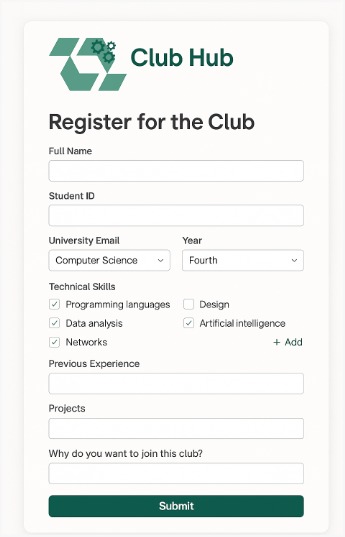 Club Hub
Register for the Club
Full Name
Student ID
University Email Year
Computer Science Fourth
Technical Skills
Programming languages Design
Data analysis Artificial intelligence
Networks + Add
Previous Experience
Projects
Why do you want to join this club?
Submit